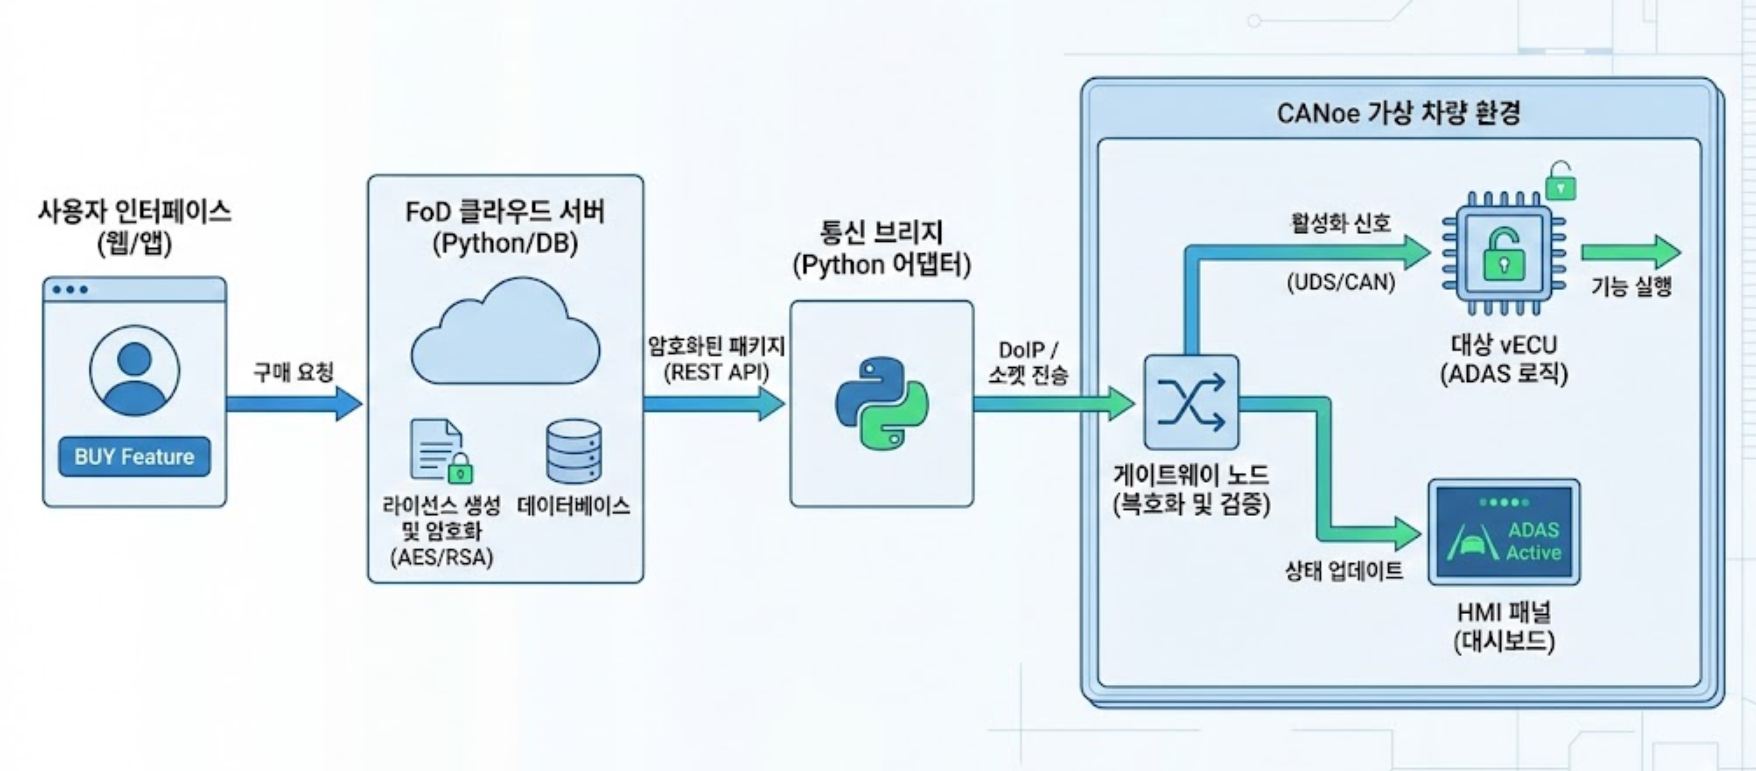 사용자 인터페이스
(웹/앱)
BUY Feature
구매 요청
FoD 클라우드 서버
(Python/DB)
라이선스 생성
및 암호화
(AES/RSA)
데이터베이스
암호화된 패키지
(REST API)
통신 브리지
(Python 어댑터)
DoIP /
소켓 전송
CANoe 가상 차량 환경
게이트웨이 노드
(복호화 및 검증)
활성화 신호
(UDS/CAN)
대상 vECU
(ADAS 로직)
기능 실행
상태 업데이트
ADAS
Active
HMI 패널
(대시보드)